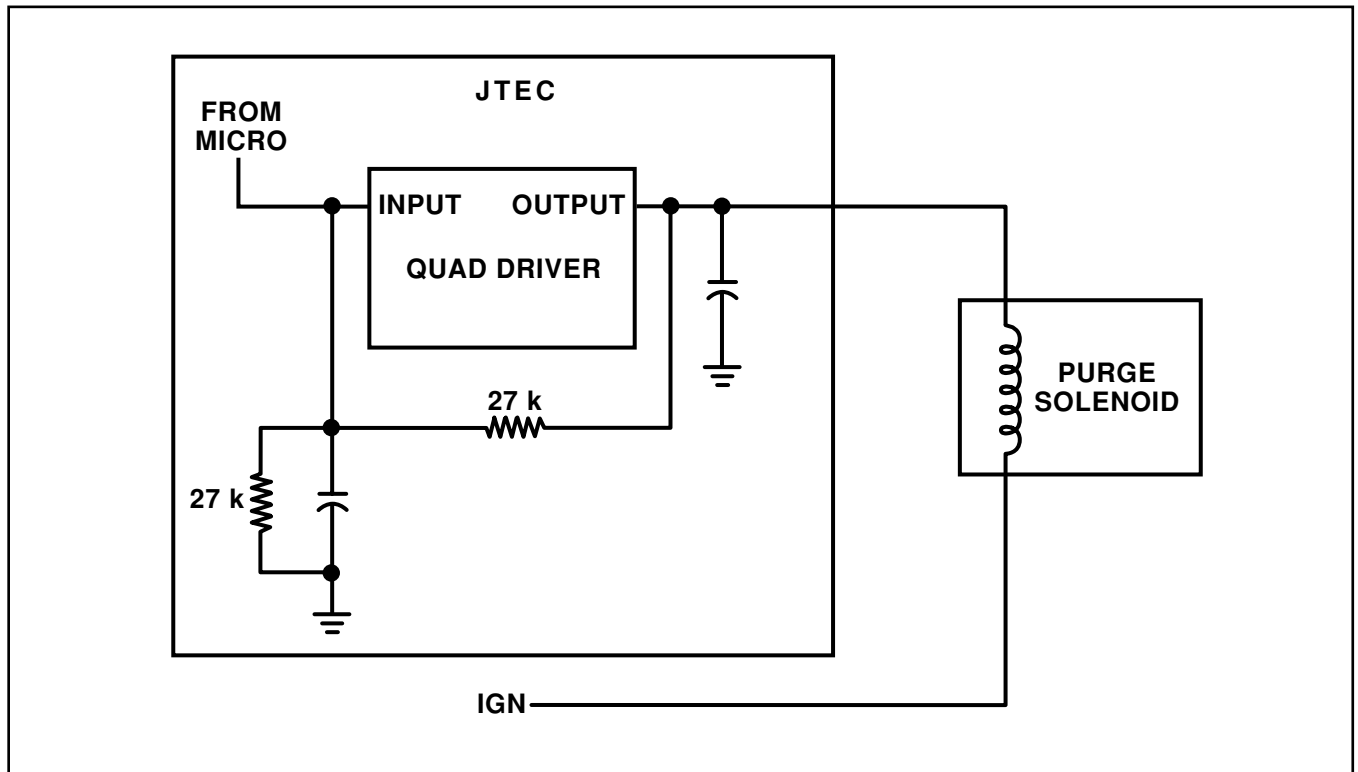 JTEC
FROM
MICRO
INPUT OUTPUT
QUAD DRIVER
27 k
27 k
PURGE
SOLENOID
IGN